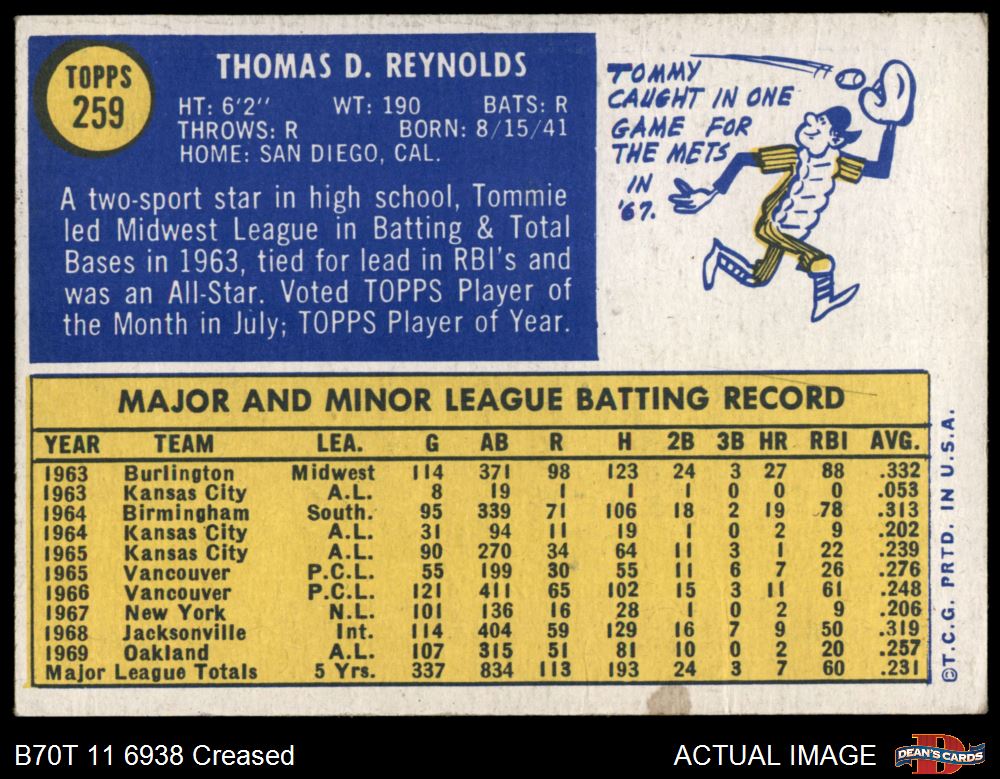 TOPPS
259
THOMAS D. REYNOLDS
HT: 6'2" WT: 190 BATS: R
THROWS: R BORN: 8/15/41
HOME: SAN DIEGO, CAL.
A two-sport star in high school, Tommie
led Midwest League in Batting & Total
Bases in 1963, tied for lead in RBI's and
was an All-Star. Voted TOPPS Player of
the Month in July; TOPPS Player of Year.
TOMMY
CAUGHT IN ONE
GAME FOR
THE METS
IN
'67.
MAJOR AND MINOR LEAGUE BATTING RECORD
YEAR TEAM LEA. G AB R H 2B 3B HR RBI AVG.
1963 Burlington Midwest 114 371 98 123 24 3 27 88 .332
1963 Kansas City A.L. 8 19 1 1 1 0 0 0 .053
1964 Birmingham South. 95 339 71 106 18 2 19 78 .313
1964 Kansas City A.L. 31 94 11 19 1 0 2 9 .202
1965 Kansas City A.L. 90 270 34 64 11 3 1 22 .239
1965 Vancouver P.C.L. 55 199 30 55 11 6 7 26 .276
1966 Vancouver P.C.L. 121 411 65 102 15 3 11 61 .248
1967 New York N.L. 101 136 16 28 1 0 2 9 .206
1968 Jacksonville Int. 114 404 59 129 16 7 9 50 .319
1969 Oakland A.L. 107 315 51 81 10 0 2 20 .257
Major League Totals 5 Yrs. 337 834 113 193 24 3 7 60 .231
©T.C.G. PRTD. IN U.S.A.
B70T 11 6938 Creased
ACTUAL IMAGE
DEAN'S CARDS